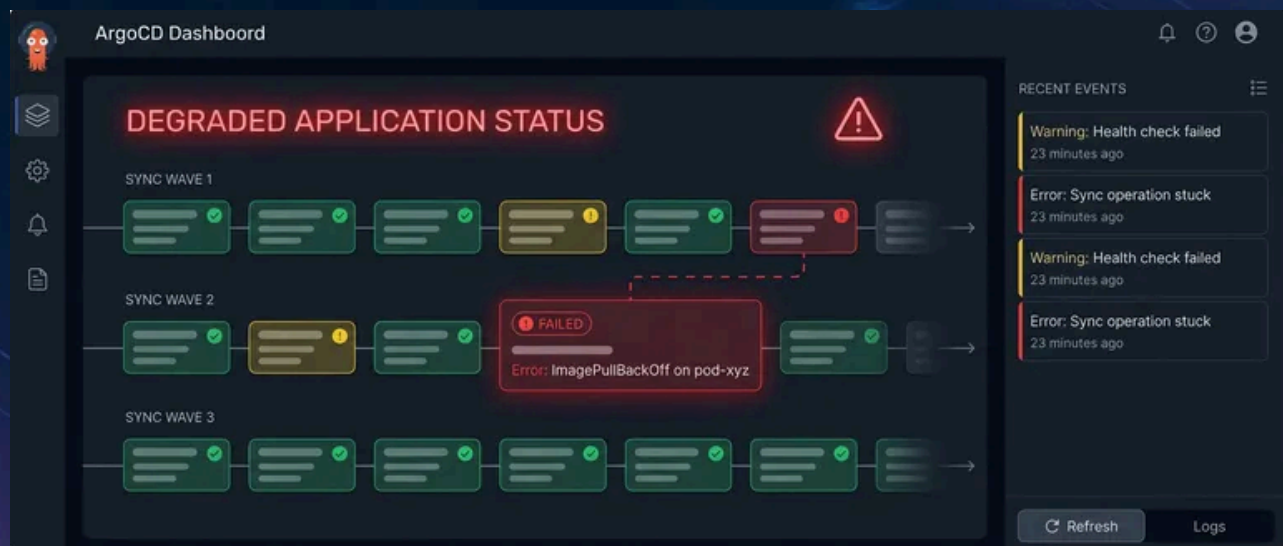 ArgoCD Dashboord
DEGRADED APPLICATION STATUS
SYNC WAVE 1
SYNC WAVE 2
FAILED
Error: ImagePullBackOff on pod-xyz
SYNC WAVE 3
RECENT EVENTS
Warning: Health check failed
23 minutes ago
Error: Sync operation stuck
23 minutes ago
Warning: Health check failed
23 minutes ago
Error: Sync operation stuck
23 minutes ago
Refresh
Logs